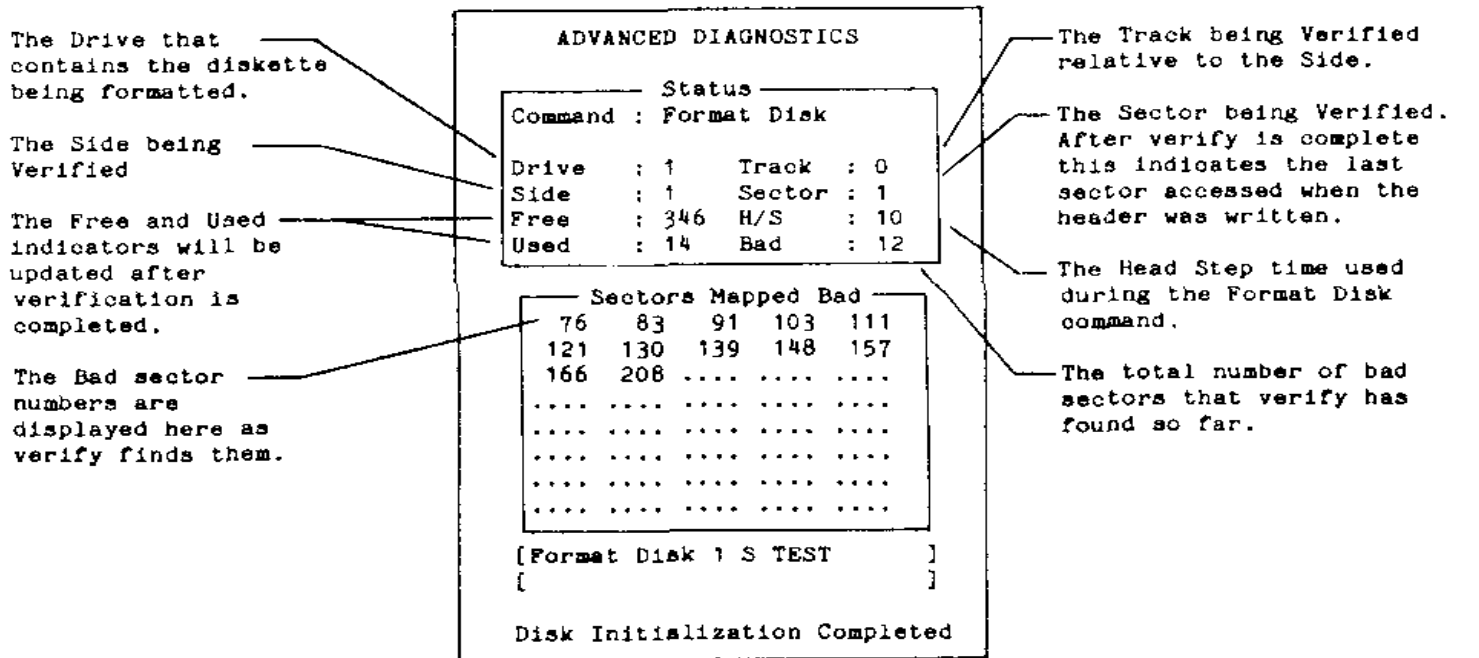 The Drive that
contains the diskette
being formatted.
The Side being
Verified
The Free and Used
indicators will be
updated after
verification is
completed.
The Bad sector
numbers are
displayed here as
verify finds them.
ADVANCED DIAGNOSTICS
Status
Command : Format Disk
Drive : 1 Track : 0
Side : 1 Sector : 1
Free : 346 H/S : 10
Used : 14 Bad : 12
Sectors Mapped Bad
76 83 91 103 111
121 130 139 148 157
166 208 .... .... ....
.... .... .... .... ....
.... .... .... .... ....
.... .... .... .... ....
.... .... .... .... ....
.... .... .... .... ....
[Format Disk 1 S TEST ]
[ ]
Disk Initialization Completed
The Track being Verified
relative to the Side.
The Sector being Verified.
After verify is complete
this indicates the last
sector accessed when the
header was written.
The Head Step time used
during the Format Disk
command.
The total number of bad
sectors that verify has
found so far.